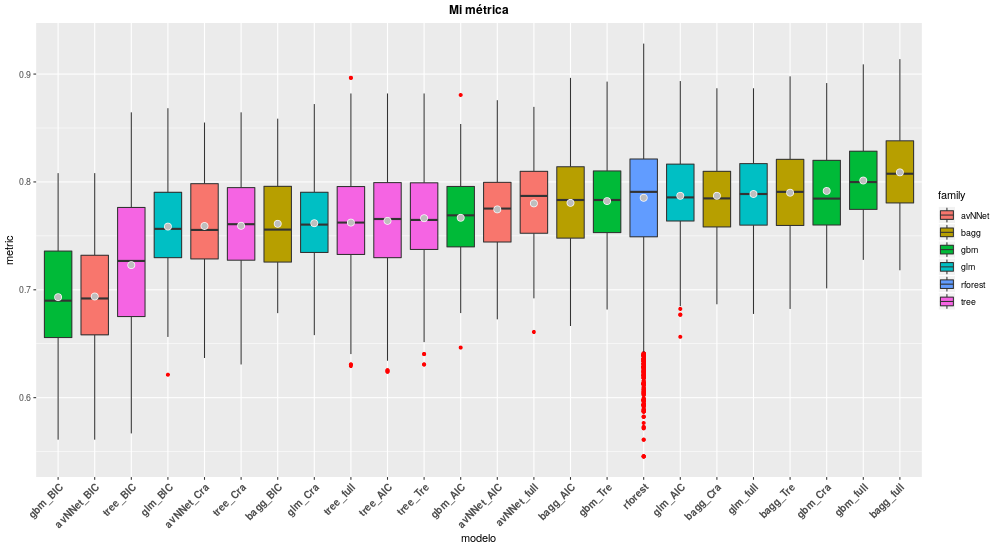 Mi métrica
metric
0.9
0.8
0.7
0.6
gbm_BIC
avNNet_BIC
tree_BIC
glm_BIC
avNNet_Cra
tree_Cra
bagg_BIC
glm_Cra
tree_full
tree_AIC
tree_Tre
gbm_AIC
avNNet_AIC
avNNet_full
bagg_AIC
gbm_Tre
rforest
glm_AIC
bagg_Cra
glm_full
bagg_Tre
gbm_Cra
gbm_full
bagg_full
modelo
family
avNNet
bagg
gbm
glm
rforest
tree